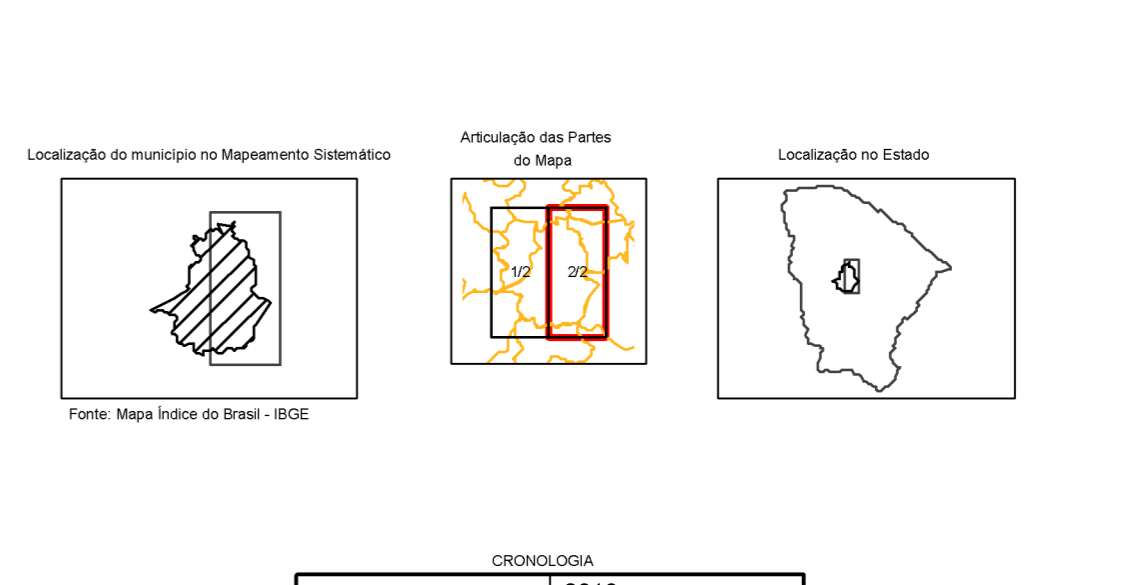 Localização do município no Mapeamento Sistemático
Articulação das Partes
do Mapa
Localização no Estado
1/2
2/2
Fonte: Mapa Índice do Brasil - IBGE
CRONOLOGIA